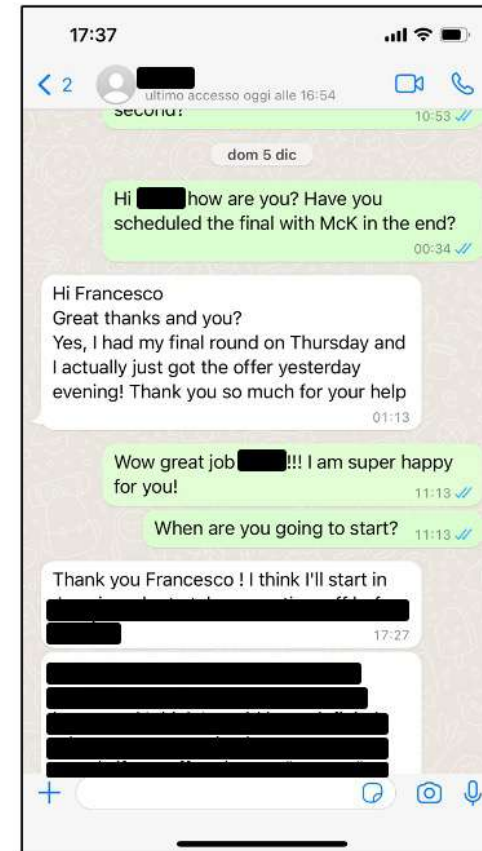 17:37
2
ultimo accesso oggi alle 16:54
second?
10:53
dom 5 dic
Hi how are you? Have you
scheduled the final with McK in the end?
00:34
Hi Francesco
Great thanks and you?
Yes, I had my final round on Thursday and
I actually just got the offer yesterday
evening! Thank you so much for your help
01:13
Wow great job !!! I am super happy
for you!
11:13
When are you going to start?
11:13
Thank you Francesco ! I think I'll start in
17:27